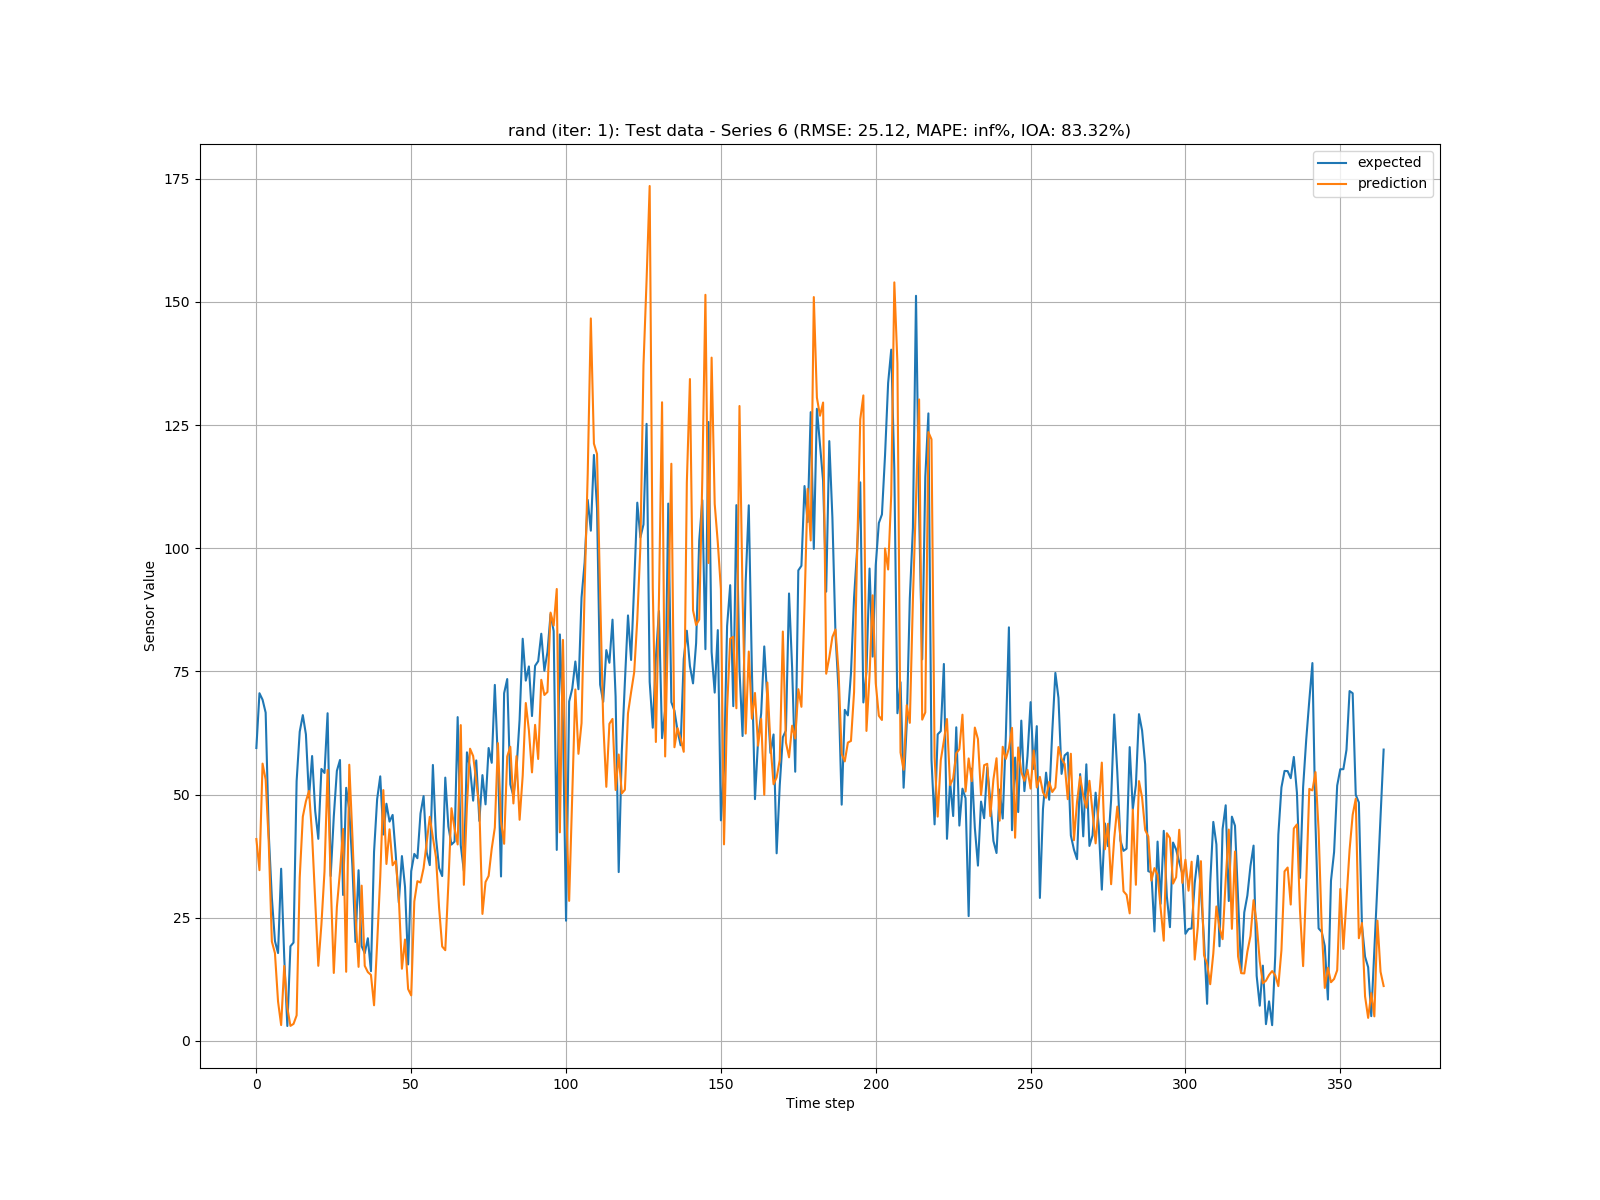 rand (iter: 1): Test data - Series 6 (RMSE: 25.12, MAPE: inf%, IOA: 83.32%)
expected
prediction
175
150
125
100
75
50
25
0
Sensor Value
0 50 100 150 200 250 300 350
Time step